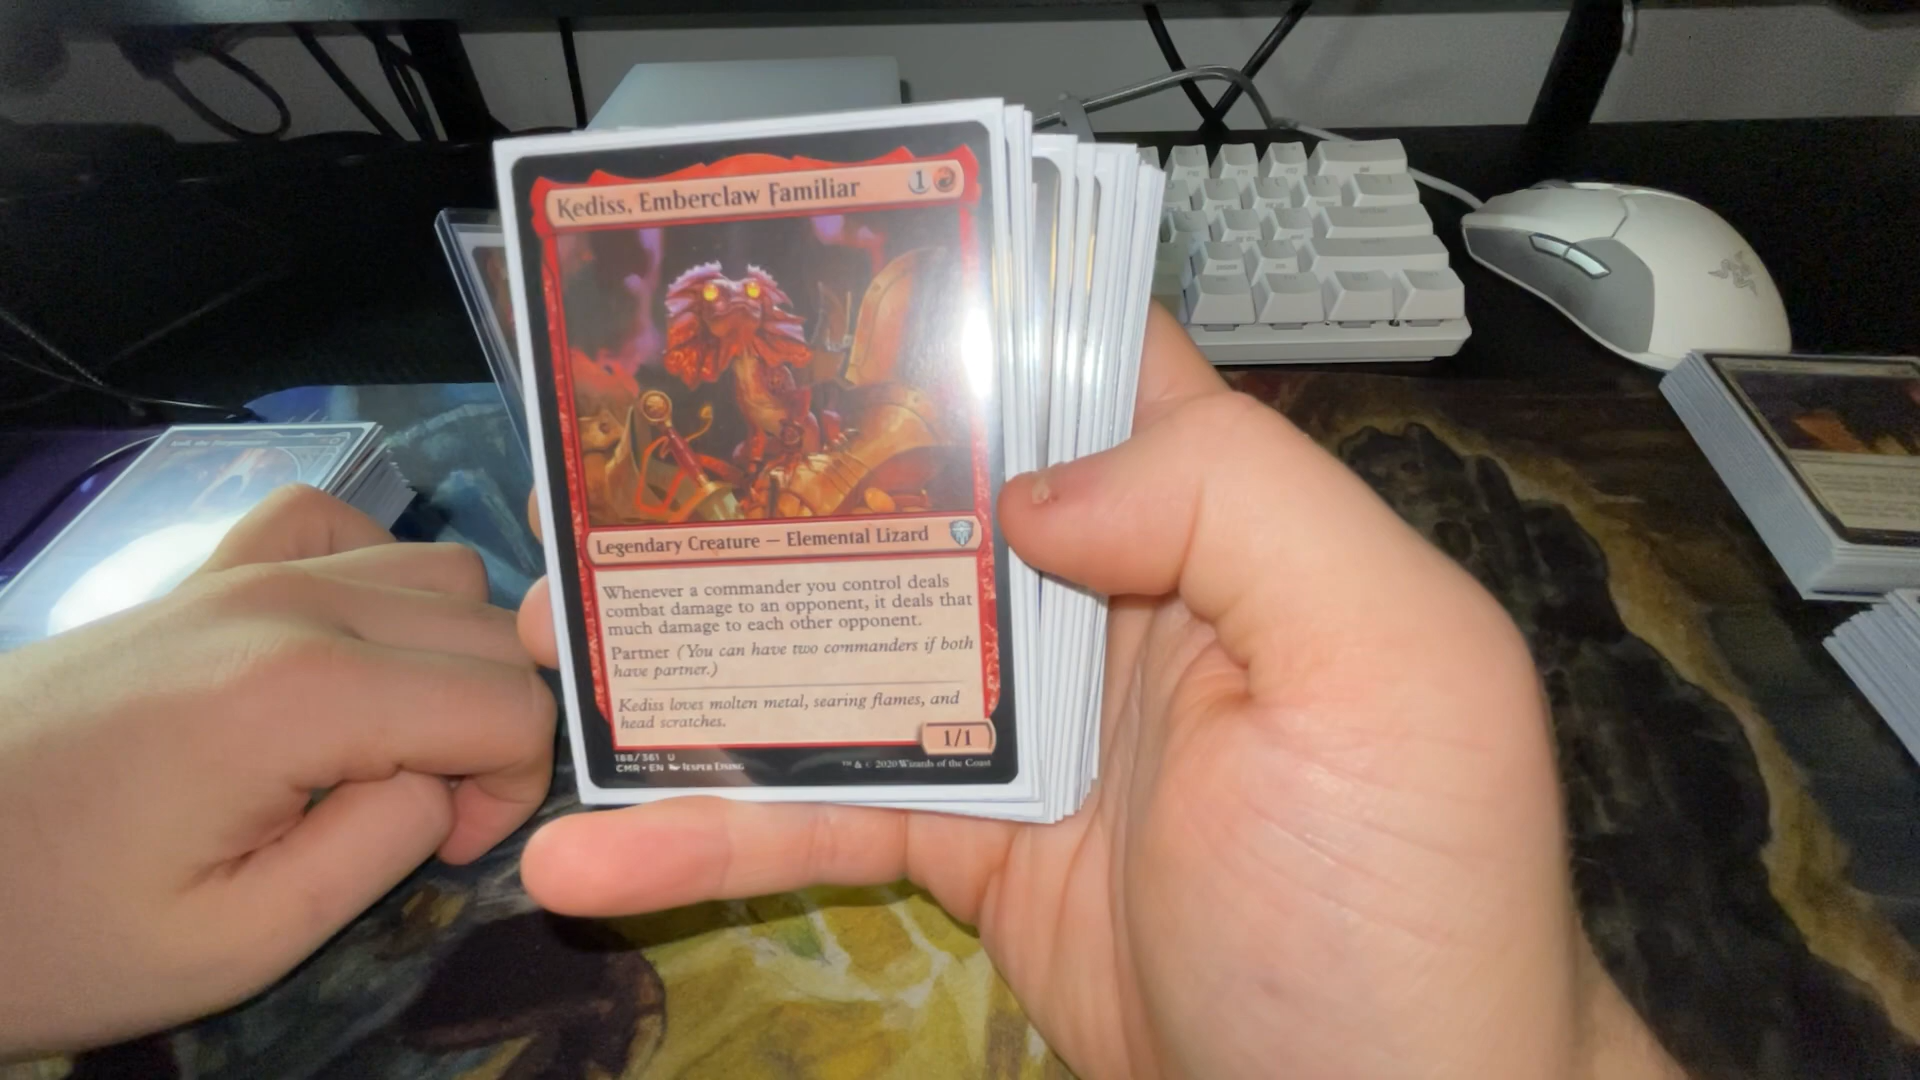 Kediss, Emberclaw Familiar 1
Legendary Creature — Elemental Lizard
Whenever a commander you control deals
combat damage to an opponent, it deals that
much damage to each other opponent.
Partner (You can have two commanders if both
have partner.)
Kediss loves molten metal, searing flames, and
head scratches.
1/1
188/361 U
CMR • EN Jesper Ejsing
™ & © 2020 Wizards of the Coast